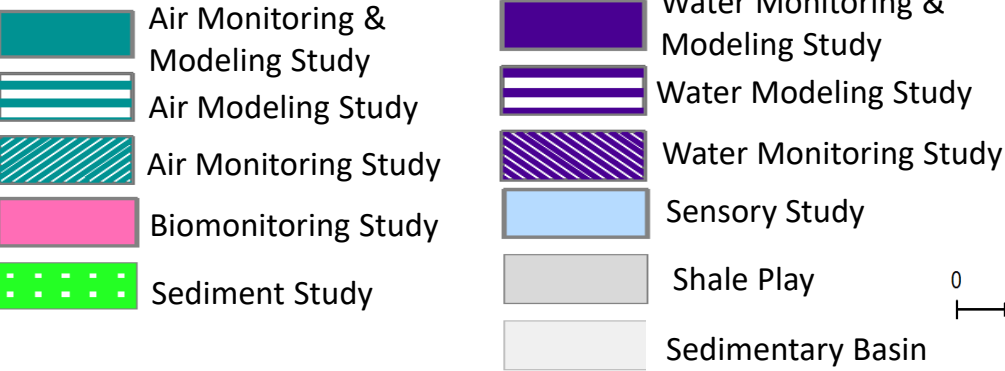 Air Monitoring &
Modeling Study
Air Modeling Study
Air Monitoring Study
Biomonitoring Study
Sediment Study
Water Monitoring &
Modeling Study
Water Modeling Study
Water Monitoring Study
Sensory Study
Shale Play
Sedimentary Basin
0